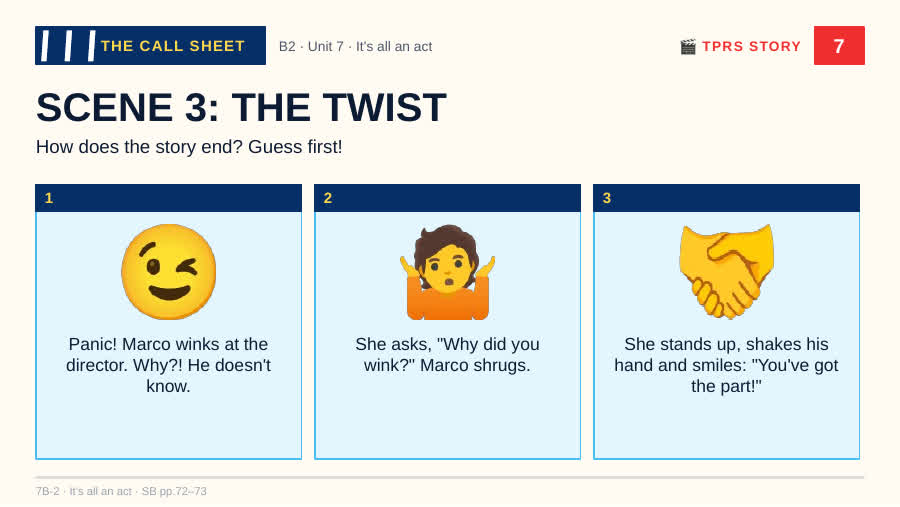 THE CALL SHEET
B2 · Unit 7 · It's all an act
TPRS STORY
7
SCENE 3: THE TWIST
How does the story end? Guess first!
1
Panic! Marco winks at the
director. Why?! He doesn't
know.
2
She asks, "Why did you
wink?" Marco shrugs.
3
She stands up, shakes his
hand and smiles: "You've got
the part!"
7B-2 · It's all an act · SB pp.72–73